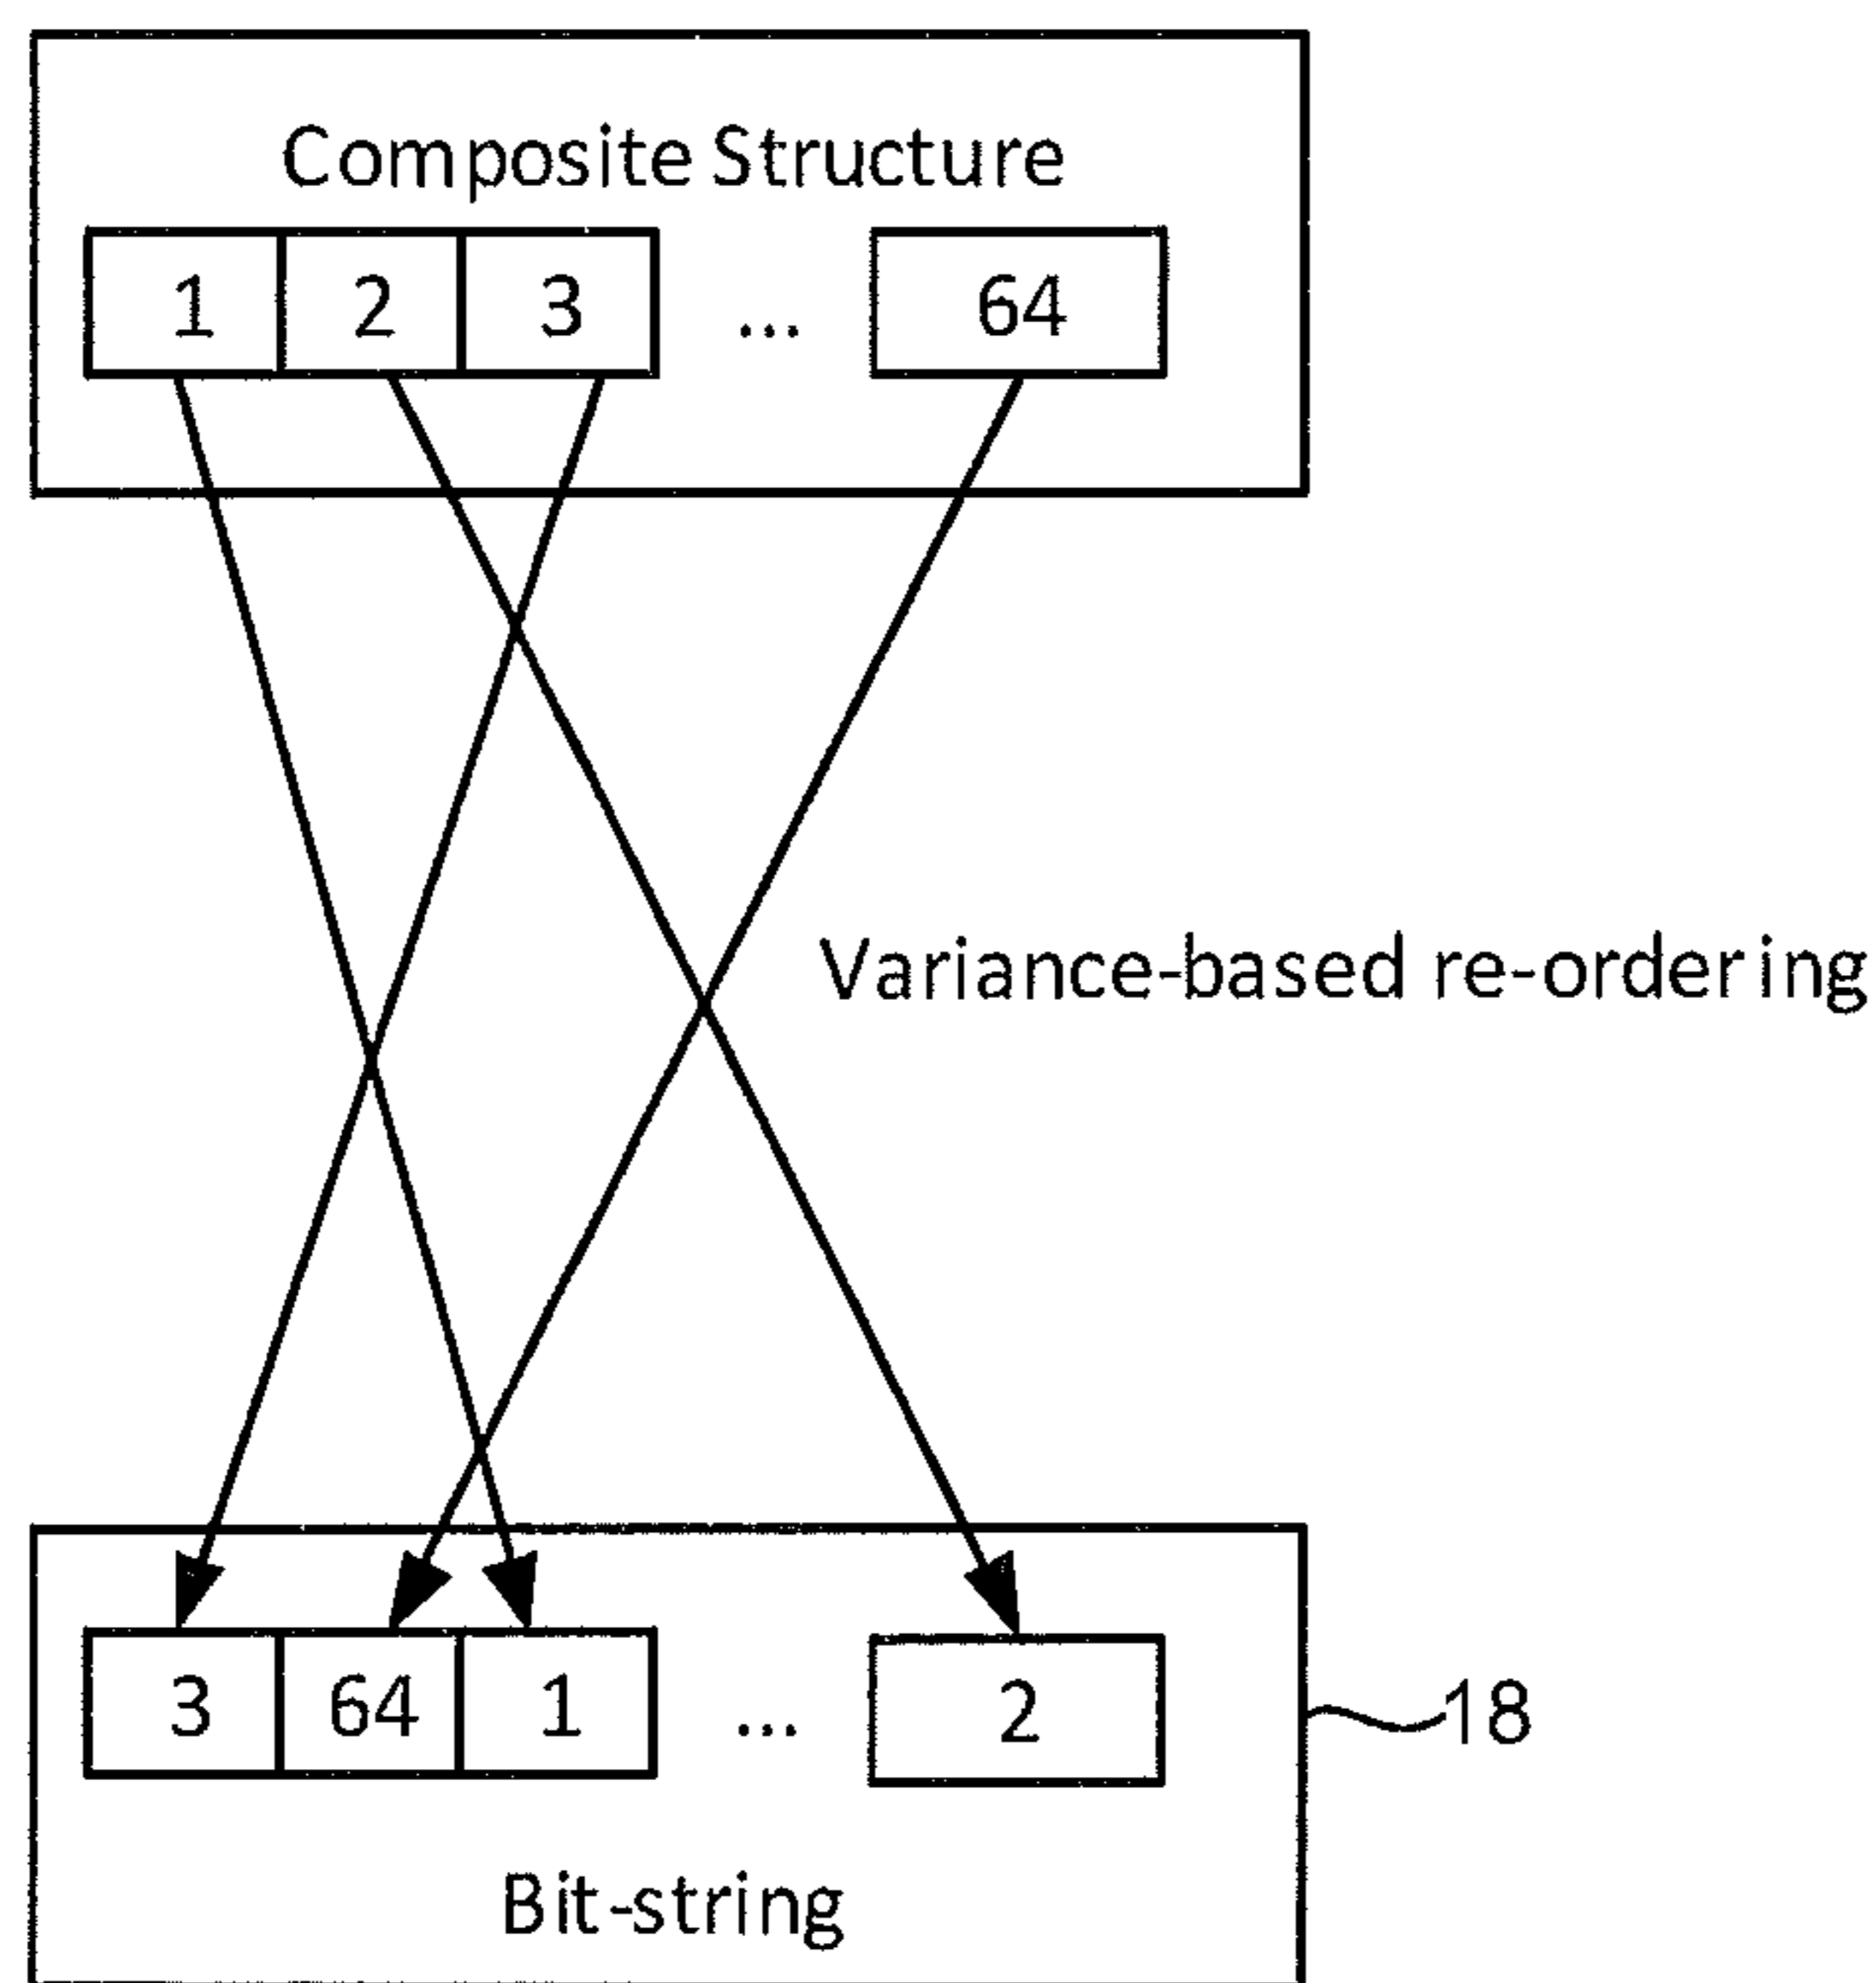 Composite Structure
1 2 3 ... 64
Variance-based re-ordering
3 64 1 ... 2
18
Bit-string